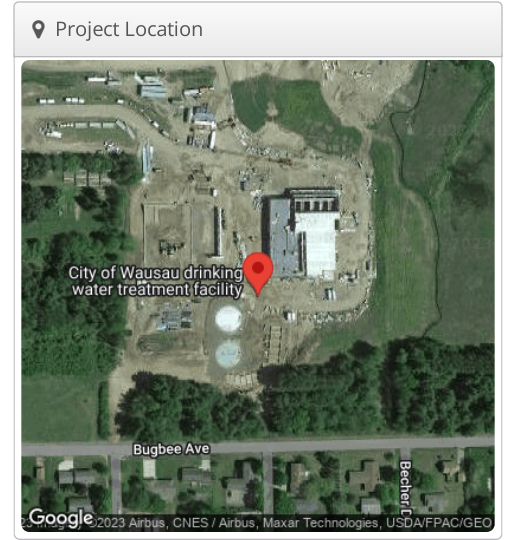 Project Location
City of Wausau drinking
water treatment facility
Bugbee Ave
Becher D
Google
©2023 Airbus, CNES / Airbus, Maxar Technologies, USDA/FPAC/GEO